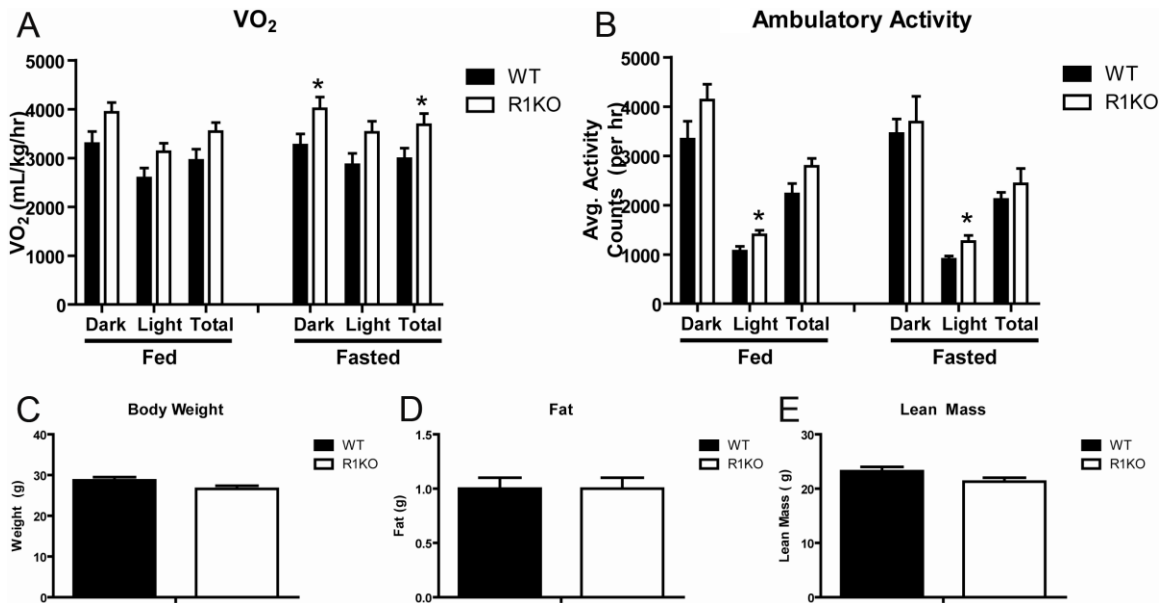 A
VO2
VO2 (mL/kg/hr)
5000
4000
3000
2000
1000
0
* *
WT
R1KO
Dark Light Total Dark Light Total
Fed Fasted
B
Ambulatory Activity
Avg. Activity
Counts (per hr)
5000
4000
3000
2000
1000
0
* *
WT
R1KO
Dark Light Total Dark Light Total
Fed Fasted
C
Body Weight
Weight (g)
40
30
20
10
0
WT
R1KO
D
Fat
Fat (g)
1.5
1.0
0.5
0.0
WT
R1KO
E
Lean Mass
Lean Mass ( g)
30
20
10
0
WT
R1KO